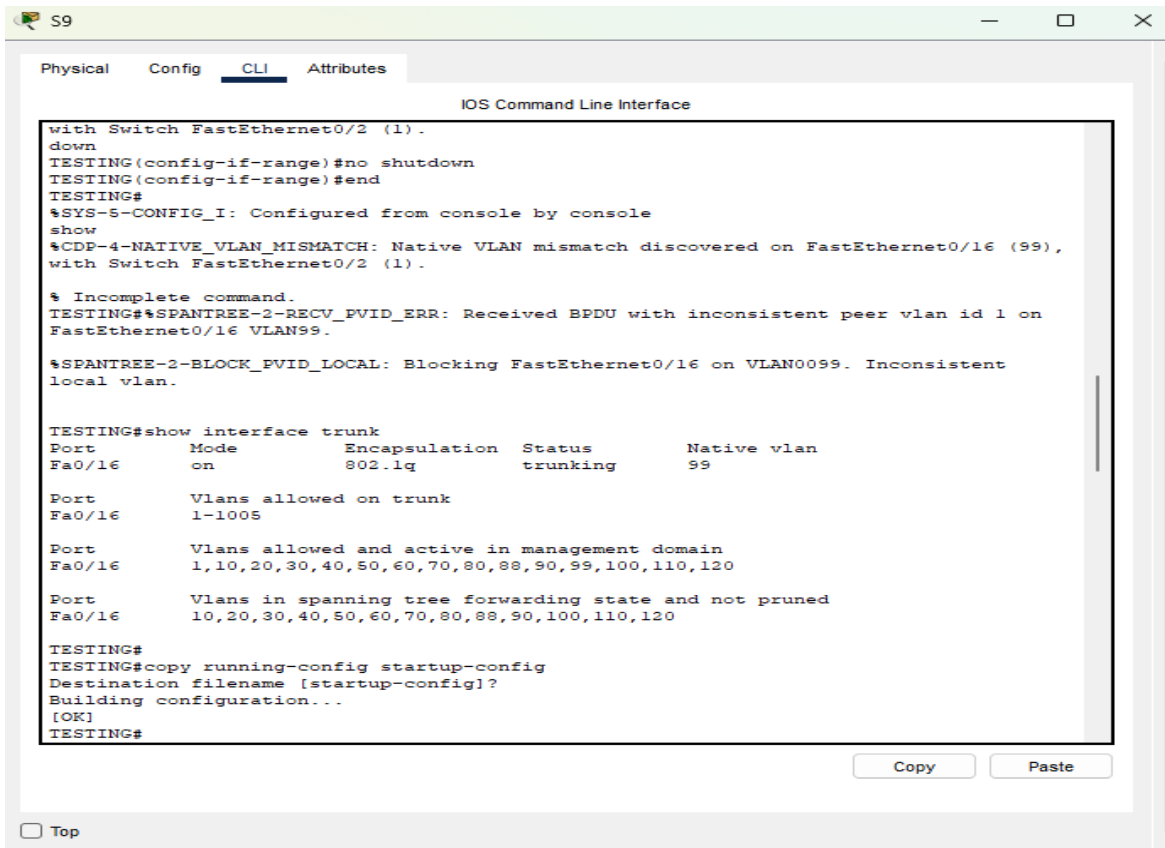 S9
Physical Config CLI Attributes
IOS Command Line Interface
with Switch FastEthernet0/2 (1).
down
TESTING(config-if-range)#no shutdown
TESTING(config-if-range)#end
TESTING#
%SYS-5-CONFIG_I: Configured from console by console
show
%CDP-4-NATIVE_VLAN_MISMATCH: Native VLAN mismatch discovered on FastEthernet0/16 (99),
with Switch FastEthernet0/2 (1).
% Incomplete command.
TESTING#%SPANTREE-2-RECV_PVID_ERR: Received BPDU with inconsistent peer vlan id 1 on
FastEthernet0/16 VLAN99.
%SPANTREE-2-BLOCK_PVID_LOCAL: Blocking FastEthernet0/16 on VLAN0099. Inconsistent
local vlan.
TESTING#show interface trunk
Port Mode Encapsulation Status Native vlan
Fa0/16 on 802.1q trunking 99
Port Vlans allowed on trunk
Fa0/16 1-1005
Port Vlans allowed and active in management domain
Fa0/16 1,10,20,30,40,50,60,70,80,88,90,99,100,110,120
Port Vlans in spanning tree forwarding state and not pruned
Fa0/16 10,20,30,40,50,60,70,80,88,90,100,110,120
TESTING#
TESTING#copy running-config startup-config
Destination filename [startup-config]?
Building configuration...
[OK]
TESTING#
Copy Paste
Top